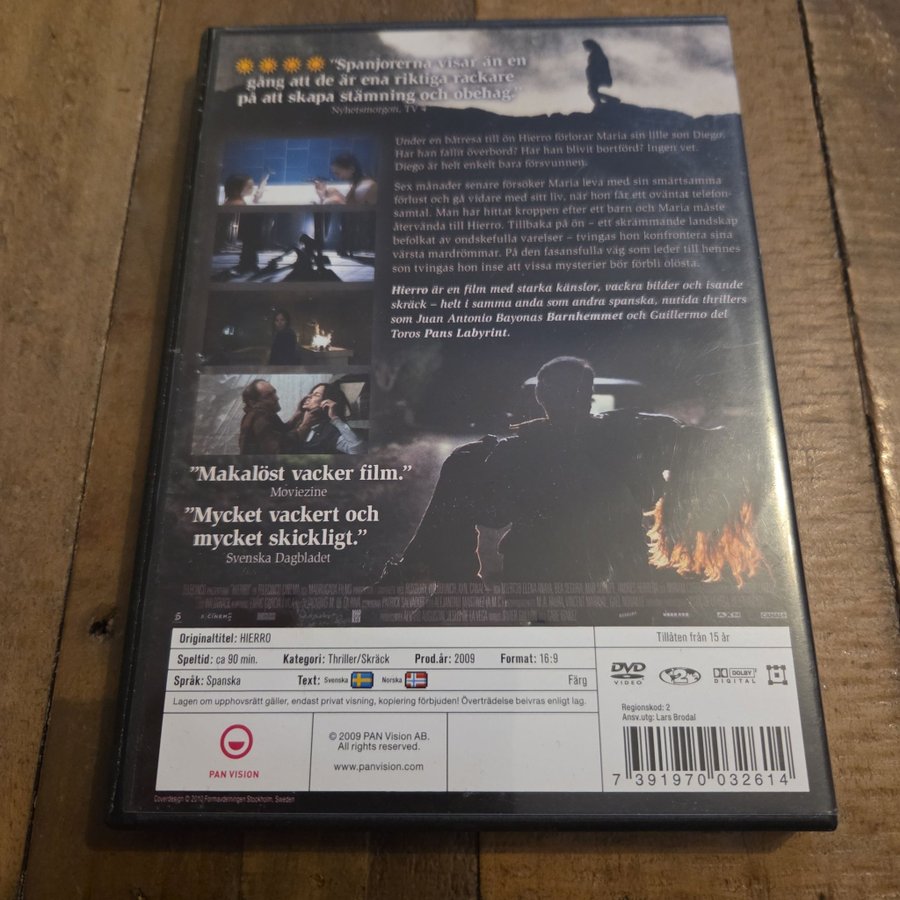 "Spanjorerna visar än en
gång att de är ena riktiga rackare
på att skapa stämning och obehag."
Nyhetsmorgon, TV 4
Under en båtresa till ön Hierro förlorar Maria sin lille son Diego.
Har han fallit överbord? Har han blivit bortförd? Ingen vet.
Diego är helt enkelt bara försvunnen.
Sex månader senare försöker Maria leva med sin smärtsamma
förlust och gå vidare med sitt liv, när hon får ett oväntat telefon-
samtal. Man har hittat kroppen efter ett barn och Maria måste
återvända till Hierro. Tillbaka på ön – ett skrämmande landskap
befolkat av ondskefulla varelser – tvingas hon konfrontera sina
värsta mardrömmar. På den fasansfulla väg som leder till hennes
son tvingas hon inse att vissa mysterier bör förbli olösta.
Hierro är en film med starka känslor, vackra bilder och isande
skräck – helt i samma anda som andra spanska, nutida thrillers
som Juan Antonio Bayonas Barnhemmet och Guillermo del
Toros Pans Labyrint.
"Makalöst vacker film."
Moviezine
"Mycket vackert och
mycket skickligt."
Svenska Dagbladet
Originaltitel: HIERRO
Tillåten från 15 år
Speltid: ca 90 min. Kategori: Thriller/Skräck Prod.år: 2009 Format: 16:9
Språk: Spanska Text: Svenska Norska Färg
Lagen om upphovsrätt gäller, endast privat visning, kopiering förbjuden! Överträdelse beivras enligt lag.
DVD VIDEO
2
DOLBY DIGITAL
Regionskod: 2
Ansv.utg: Lars Brodal
PAN VISION
© 2009 PAN Vision AB.
All rights reserved.
www.panvision.com
7 391970 032614
Coverdesign © 2010 Formavdelningen Stockholm, Sweden